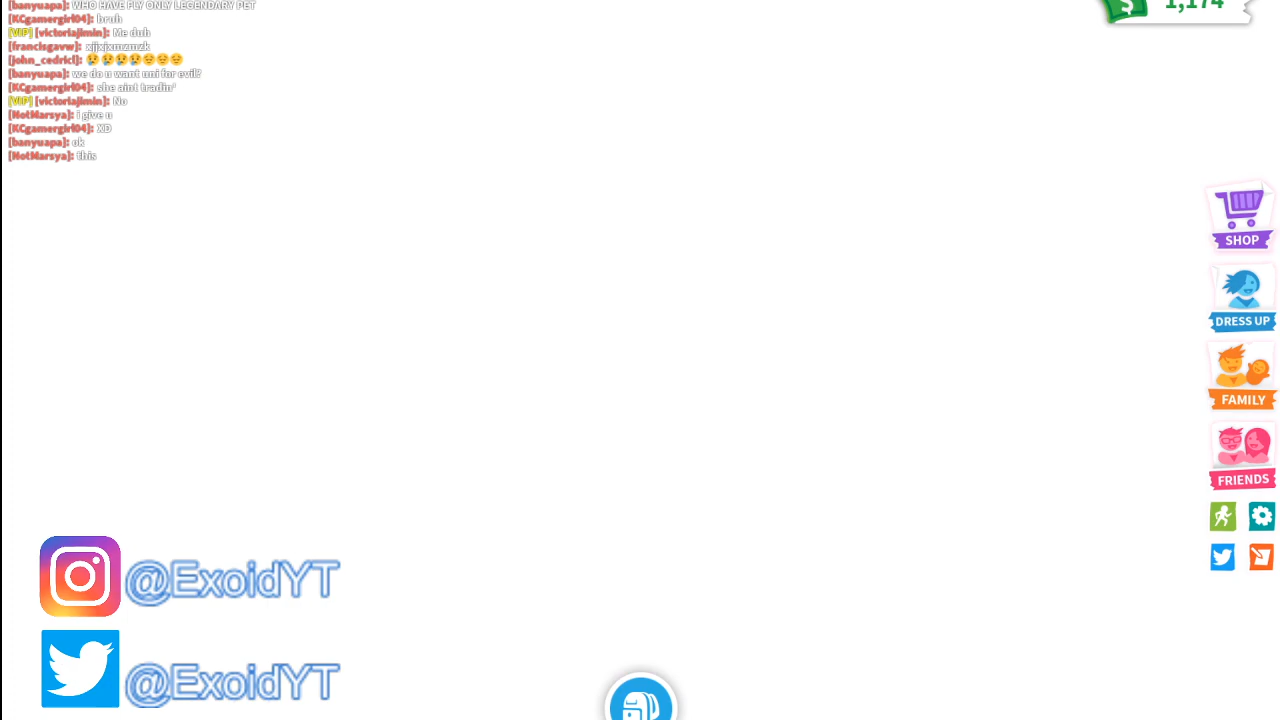 [banyuapa]: WHO HAVE FLY ONLY LEGENDARY PET
[KCgamergirl04]: bruh
[VIP] [victoriajimin]: Me duh
[francisgavw]: xjjxjxmzmzk
[john_cedricl]: 😢😢😢😢😔😔😔
[banyuapa]: we do u want uni for evil?
[KCgamergirl04]: she aint tradin'
[VIP] [victoriajimin]: No
[NotMarsya]: i give u
[KCgamergirl04]: XD
[banyuapa]: ok
[NotMarsya]: this
$ 1,174
SHOP
DRESS UP
FAMILY
FRIENDS
@ExoidYT
@ExoidYT